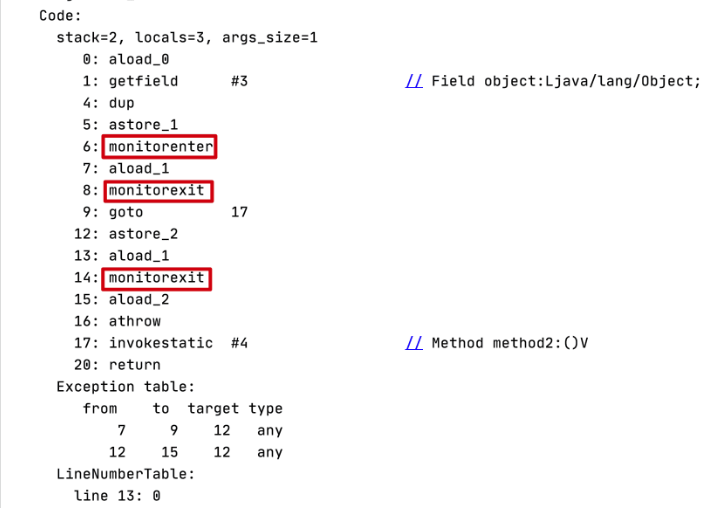 Code:
stack=2, locals=3, args_size=1
0: aload_0
1: getfield #3 // Field object:Ljava/lang/Object;
4: dup
5: astore_1
6: monitorenter
7: aload_1
8: monitorexit
9: goto 17
12: astore_2
13: aload_1
14: monitorexit
15: aload_2
16: athrow
17: invokestatic #4 // Method method2:()V
20: return
Exception table:
from to target type
7 9 12 any
12 15 12 any
LineNumberTable:
line 13: 0